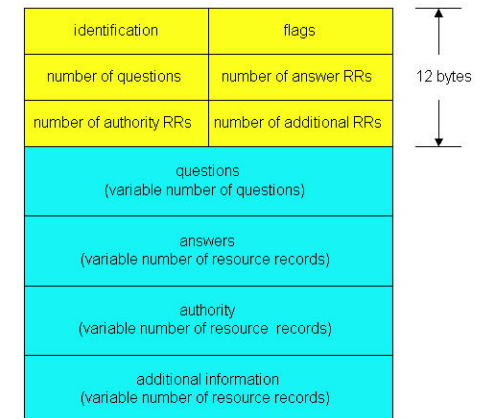 identification
flags
number of questions
number of answer RRs
12 bytes
number of authority RRs
number of additional RRs
questions
(variable number of questions)
answers
(variable number of resource records)
authority
(variable number of resource records)
additional information
(variable number of resource records)